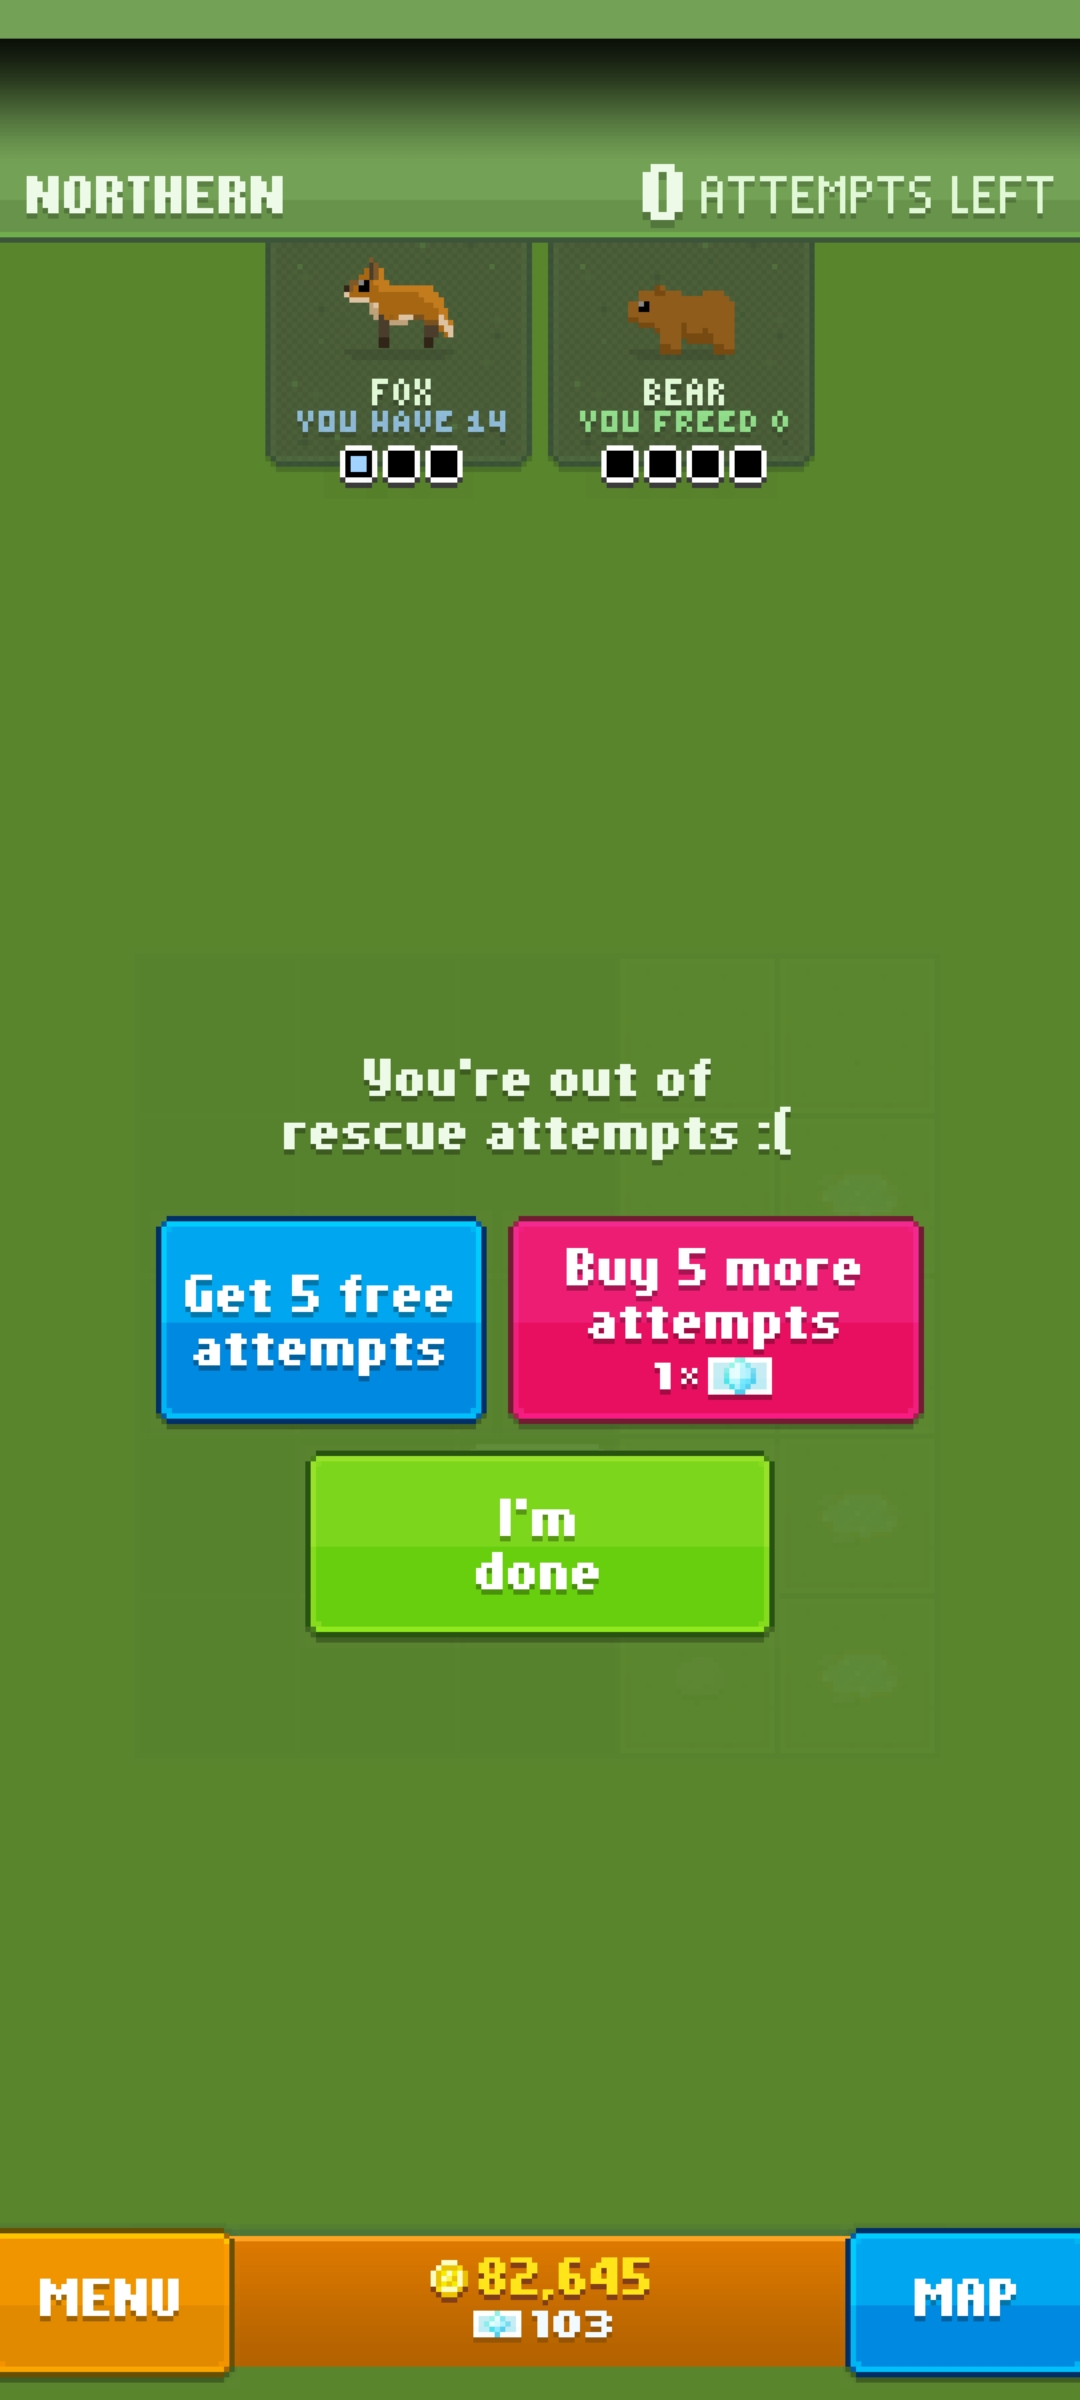 NORTHERN
0 ATTEMPTS LEFT
FOX
YOU HAVE 14
BEAR
YOU FREED 0
You're out of
rescue attempts :(
Get 5 free
attempts
Buy 5 more
attempts
1×
I'm
done
MENU
82,645
103
MAP